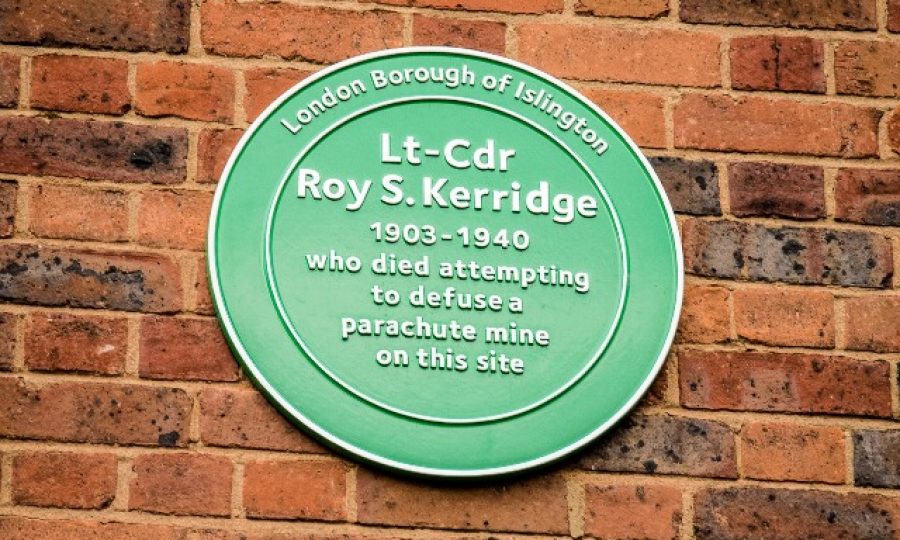 London Borough of Islington
Lt-Cdr
Roy S. Kerridge
1903-1940
who died attempting
to defuse a
parachute mine
on this site